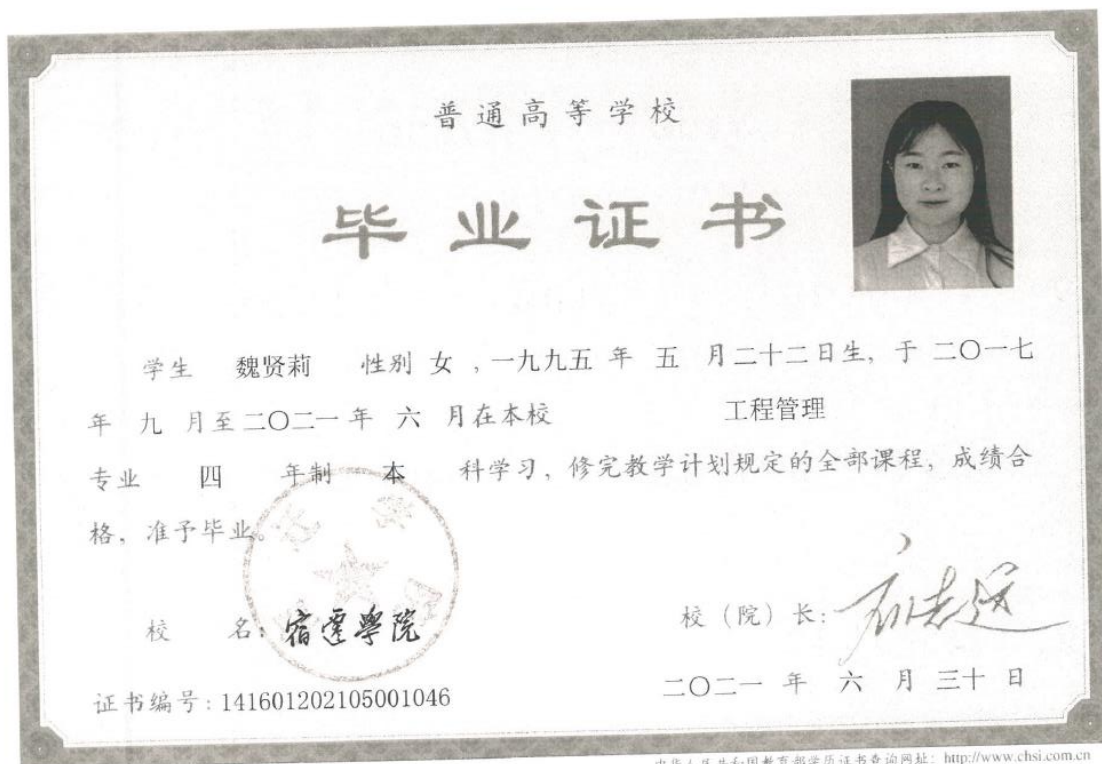 普通高等学校
毕业证书
学生 魏贤莉 性别 女 ,一九九五 年 五 月二十二日生, 于 二〇一七
年 九 月至二〇二一年 六 月在本校 工程管理
专业 四 年制 本 科学习, 修完教学计划规定的全部课程, 成绩合
格, 准予毕业。
校 名: 宿迁學院
校(院)长:
证书编号: 141601202105001046
二〇二一 年 六 月 三十 日
中华人民共和国教育部学历证书查询网址: http://www.chsi.com.cn